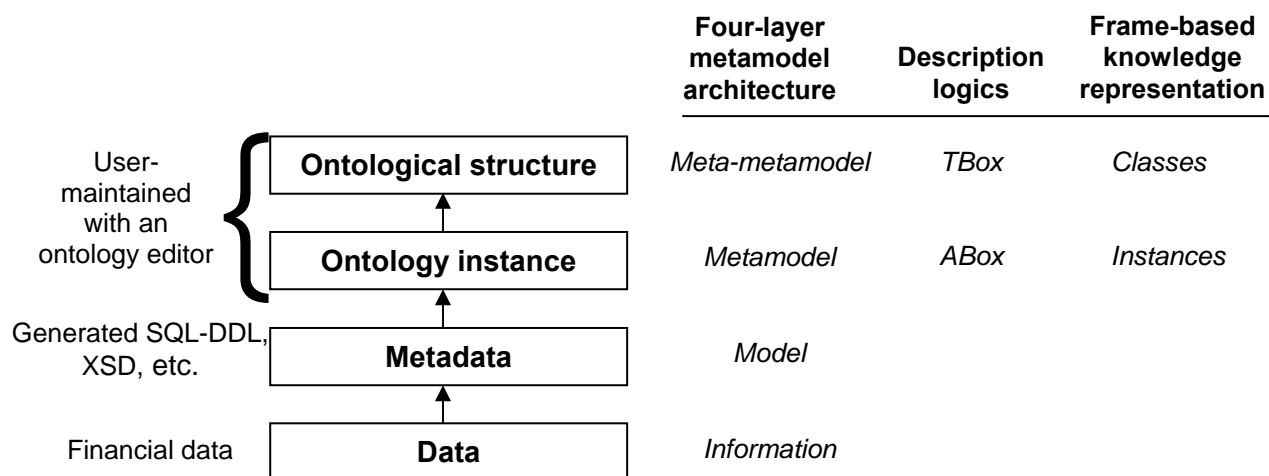 Four-layer
metamodel
architecture
Description
logics
Frame-based
knowledge
representation
User-
maintained
with an
ontology editor
Ontological structure
Meta-metamodel
TBox
Classes
Ontology instance
Metamodel
ABox
Instances
Generated SQL-DDL,
XSD, etc.
Metadata
Model
Financial data
Data
Information